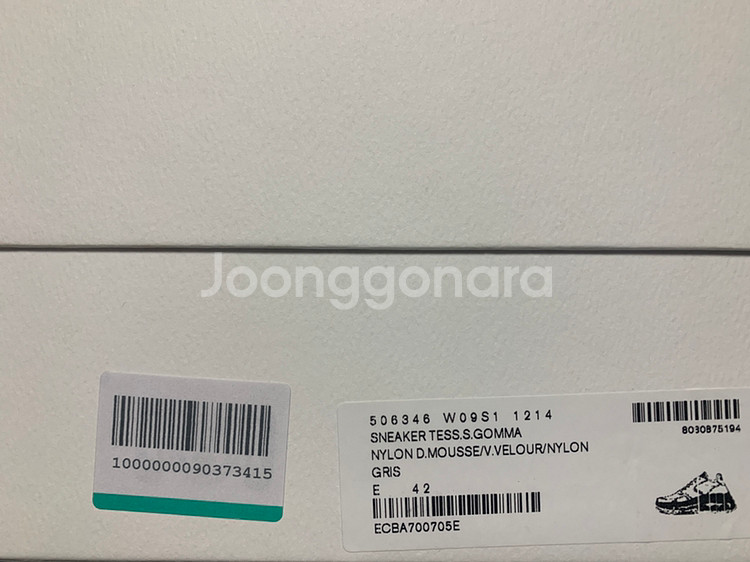 Joonggonara
1000000090373415
506346 W09S1 1214
SNEAKER TESS.S.GOMMA
NYLON D.MOUSSE/V.VELOUR/NYLON
GRIS
E 42
ECBA700705E
8030875194